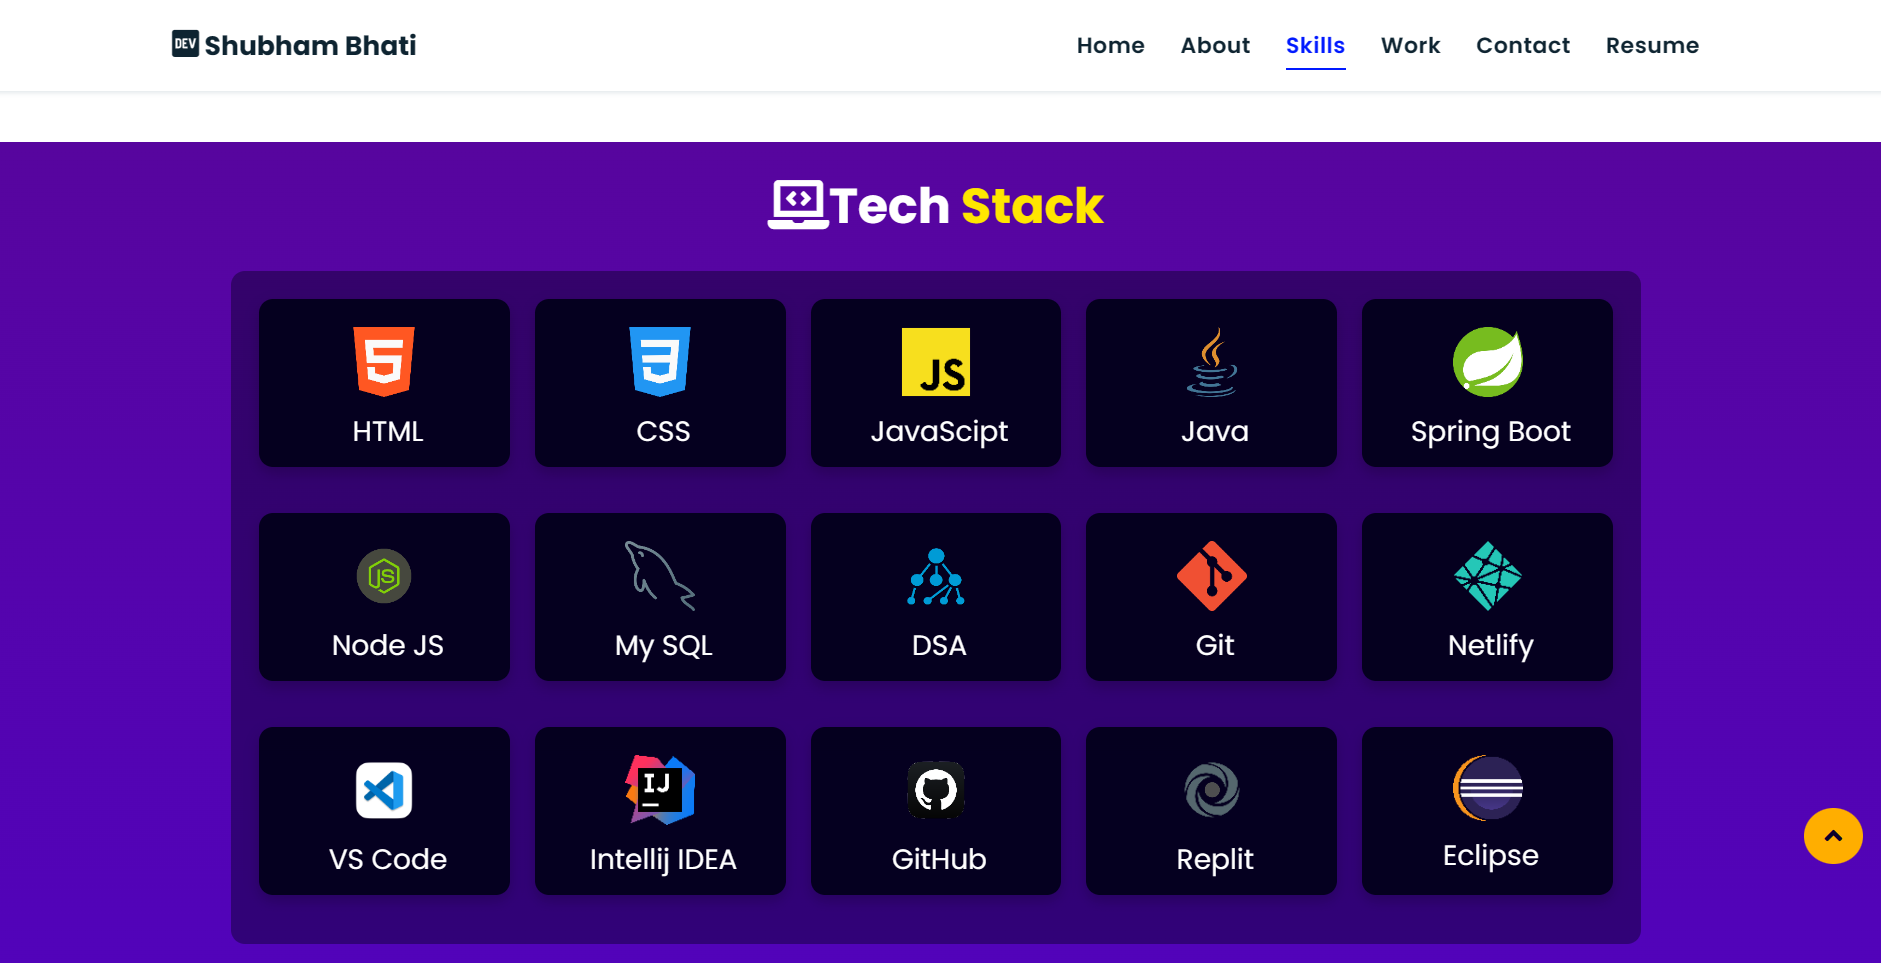 DEV Shubham Bhati
Home About Skills Work Contact Resume
Tech Stack
JS
HTML CSS JavaScipt Java Spring Boot
JS
Node JS My SQL DSA Git Netlify
IJ
VS Code Intellij IDEA GitHub Replit Eclipse